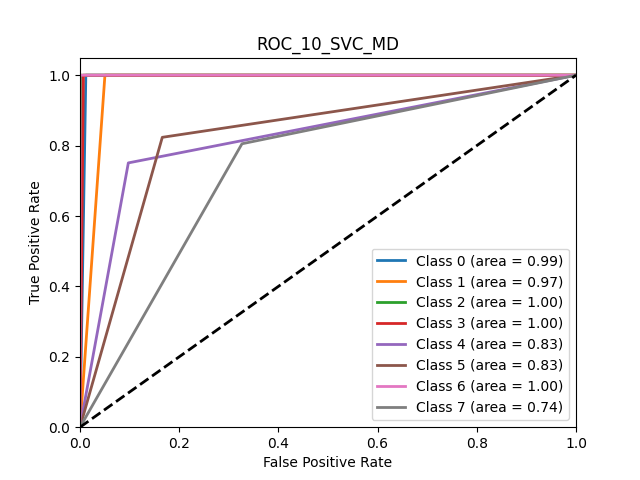 ROC_10_SVC_MD
True Positive Rate
1.0
0.8
0.6
0.4
0.2
0.0
Class 0 (area = 0.99)
Class 1 (area = 0.97)
Class 2 (area = 1.00)
Class 3 (area = 1.00)
Class 4 (area = 0.83)
Class 5 (area = 0.83)
Class 6 (area = 1.00)
Class 7 (area = 0.74)
0.0 0.2 0.4 0.6 0.8 1.0
False Positive Rate